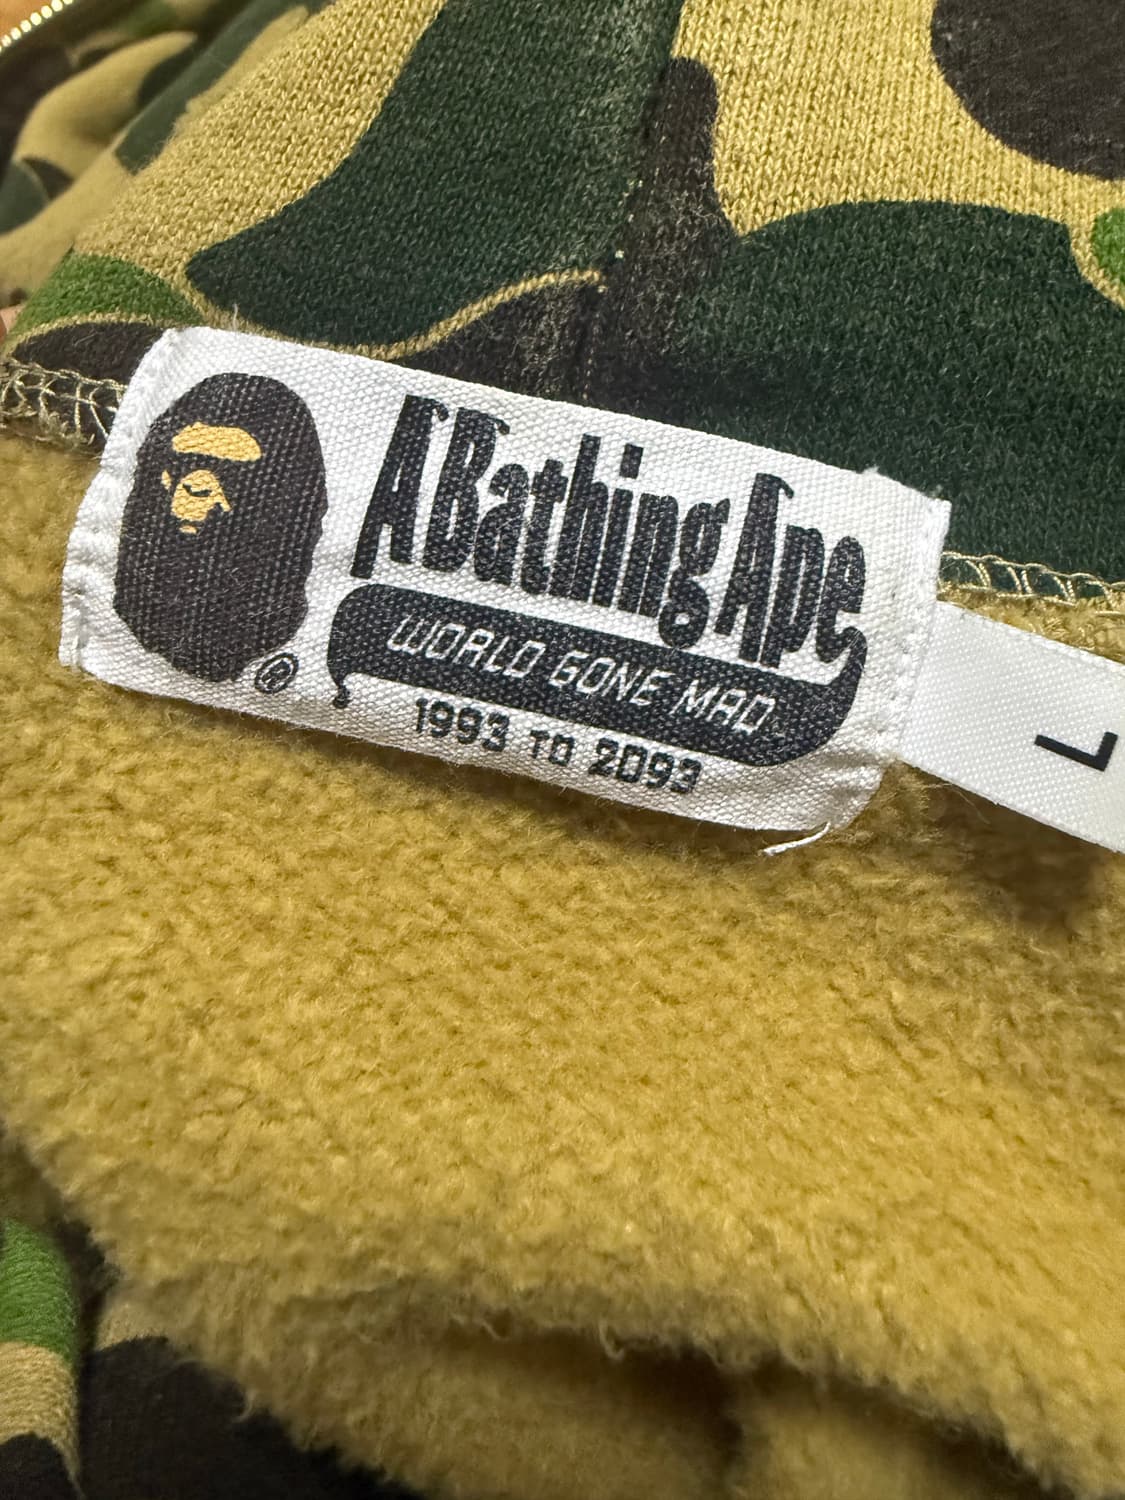 A Bathing Ape
WORLD GONE MAD
1993 TO 2093
®
L